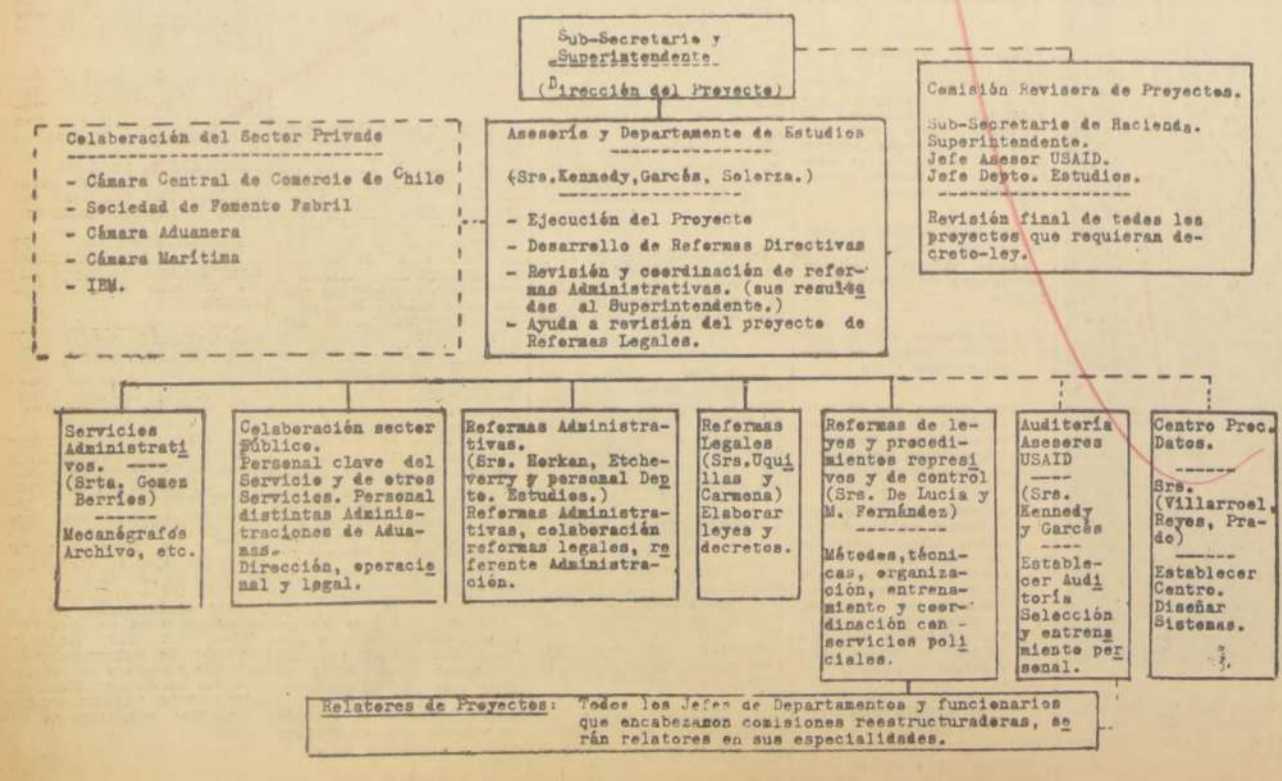 Sub-Secretario y
Superintendente
(Dirección del Proyecto)
Comisión Revisora de Proyectos.
Sub-Secretario de Hacienda.
Superintendente.
Jefe Asesor USAID.
Jefe Depto. Estudios.
Revisión final de todos los
proyectos que requieran de-
creto-ley.
Colaboración del Sector Privado
- Cámara Central de Comercio de Chile
- Sociedad de Fomento Fabril
- Cámara Aduanera
- Cámara Marítima
- IBM.
Asesoría y Departamento de Estudios
(Srs.Kennedy,Garcés, Solorza.)
- Ejecución del Proyecto
- Desarrollo de Reformas Directivas
- Revisión y coordinación de refor-
mas Administrativas. (sus resulta
dos al Superintendente.)
- Ayuda a revisión del proyecto de
Reformas Legales.
Servicios
Administrati
vos.
(Srta. Gomez
Berríos)
Mecanógrafos
Archivo, etc.
Colaboración sector
Público.
Personal clave del
Servicio y de otros
Servicios. Personal
distintas Adminis-
traciones de Adua-
nas.
Dirección, operacio
nal y legal.
Reformas Administra-
tivas.
(Srs. Horkan, Etche-
verry y personal Dep
to. Estudios.)
Reformas Administra-
tivas, colaboración
reformas legales, re
ferente Administra-
ción.
Reformas
Legales
(Srs.Uqui
llas y
Carmona)
Elaborar
leyes y
decretos.
Reformas de le-
yes y procedi-
mientos represi
vos y de control
(Srs. De Lucia y
M. Fernández)
Métodos,técni-
cas, organiza-
ción, entrena-
miento y coor-
dinación con -
servicios poli
ciales.
Auditoría
Asesores
USAID
(Srs.
Kennedy
y Garcés
Estable-
cer Audi
toría
Selección
y entrena
miento per
sonal.
Centro Proc.
Datos.
Srs.
(Villarroel,
Reyes, Pra-
do)
Establecer
Centro.
Diseñar
Sistemas.
Relatores de Proyectos: Todos los Jefes de Departamentos y funcionarios
que encabezamon comisiones reestructuradoras, se
rán relatores en sus especialidades.